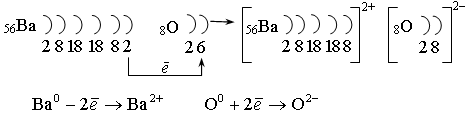 ₅₆Ba ) ) ) ) ) ) ₈O ) ) → [₅₆Ba ) ) ) ) )]²⁺ [₈O ) )]²⁻
2 8 18 18 8 2 2 6 2 8 18 18 8 2 8
ē
Ba⁰ − 2ē → Ba²⁺ O⁰ + 2ē → O²⁻